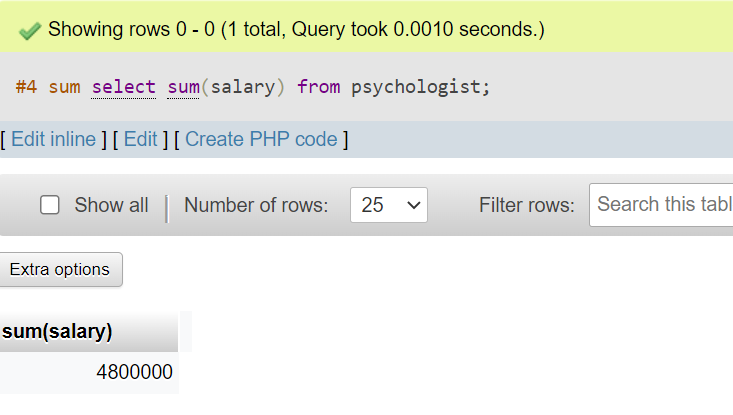 Showing rows 0 - 0 (1 total, Query took 0.0010 seconds.)
#4 sum select sum(salary) from psychologist;
[ Edit inline ] [ Edit ] [ Create PHP code ]
Show all | Number of rows: 25 Filter rows: Search this tabl
Extra options
sum(salary)
4800000